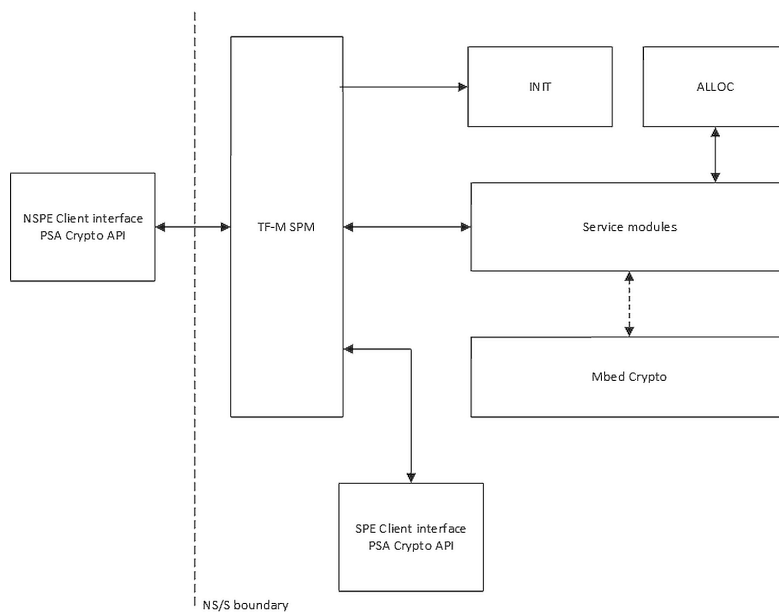 INIT
ALLOC
NSPE Client interface
PSA Crypto API
TF-M SPM
Service modules
Mbed Crypto
SPE Client interface
PSA Crypto API
NS/S boundary